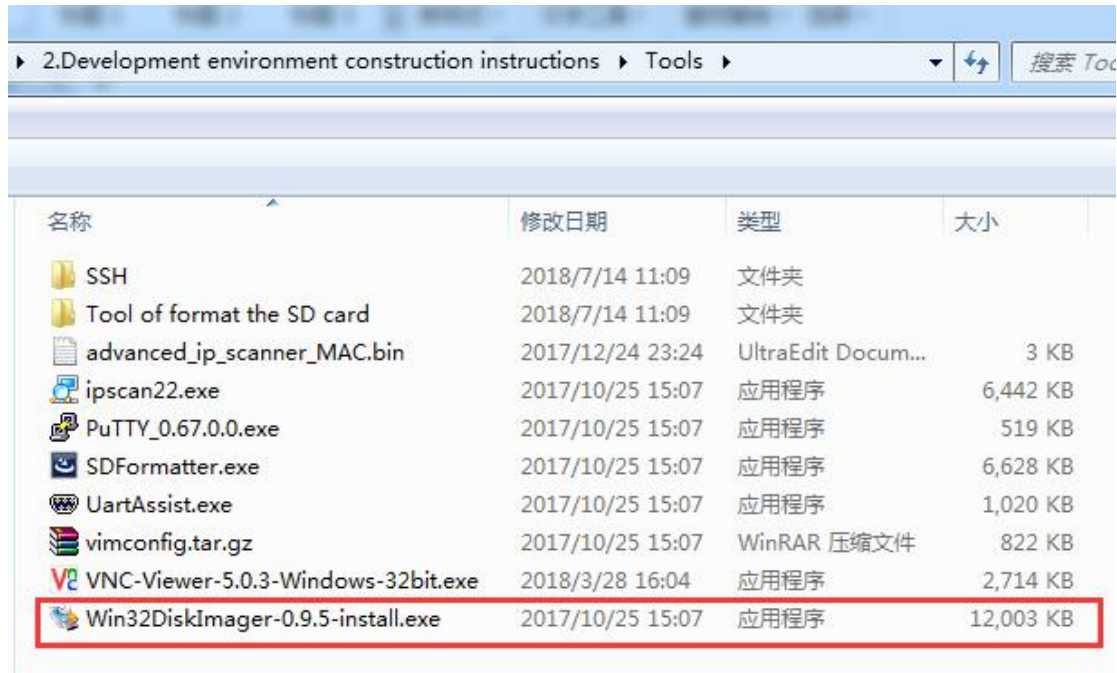 2.Development environment construction instructions Tools 搜索 Too
名称 修改日期 类型 大小
SSH 2018/7/14 11:09 文件夹
Tool of format the SD card 2018/7/14 11:09 文件夹
advanced_ip_scanner_MAC.bin 2017/12/24 23:24 UltraEdit Docum... 3 KB
ipscan22.exe 2017/10/25 15:07 应用程序 6,442 KB
PuTTY_0.67.0.0.exe 2017/10/25 15:07 应用程序 519 KB
SDFormatter.exe 2017/10/25 15:07 应用程序 6,628 KB
UartAssist.exe 2017/10/25 15:07 应用程序 1,020 KB
vimconfig.tar.gz 2017/10/25 15:07 WinRAR 压缩文件 822 KB
VNC-Viewer-5.0.3-Windows-32bit.exe 2018/3/28 16:04 应用程序 2,714 KB
Win32DiskImager-0.9.5-install.exe 2017/10/25 15:07 应用程序 12,003 KB